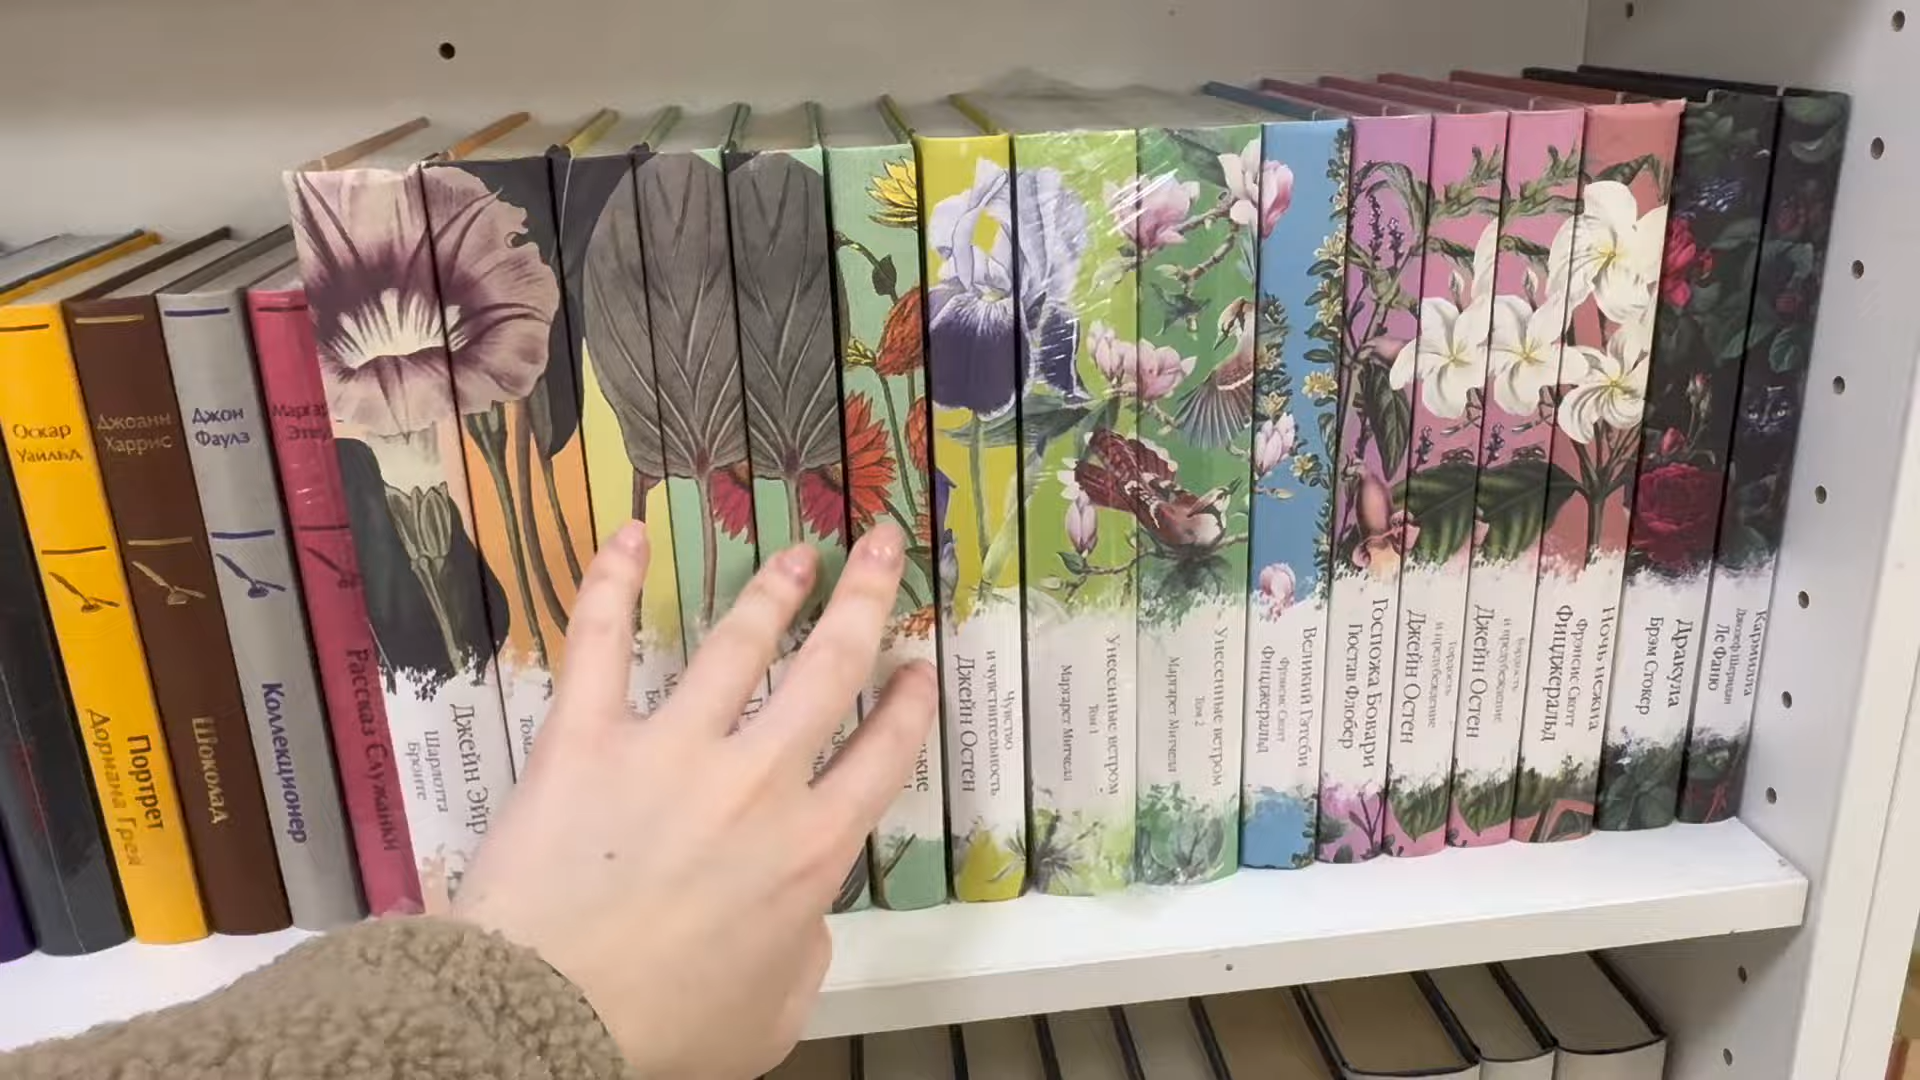 Оскар
Уайльд
Портрет
Дориана Грея
Джоанн
Харрис
Шоколад
Джон
Фаулз
Коллекционер
Рассказ Служанки
Джейн Эйр
Шарлотта
Бронте
Чувство
и чувствительность
Джейн Остен
Унесенные ветром
Том 1
Маргарет Митчелл
Унесенные ветром
Том 2
Маргарет Митчелл
Великий Гэтсби
Фрэнсис Скотт
Фицджеральд
Госпожа Бовари
Гюстав Флобер
Гордость
и предубеждение
Джейн Остен
Гордость
и предубеждение
Джейн Остен
Ночь нежна
Фрэнсис Скотт
Фицджеральд
Дракула
Брэм Стокер
Кармилла
Джозеф Шеридан
Ле Фаню